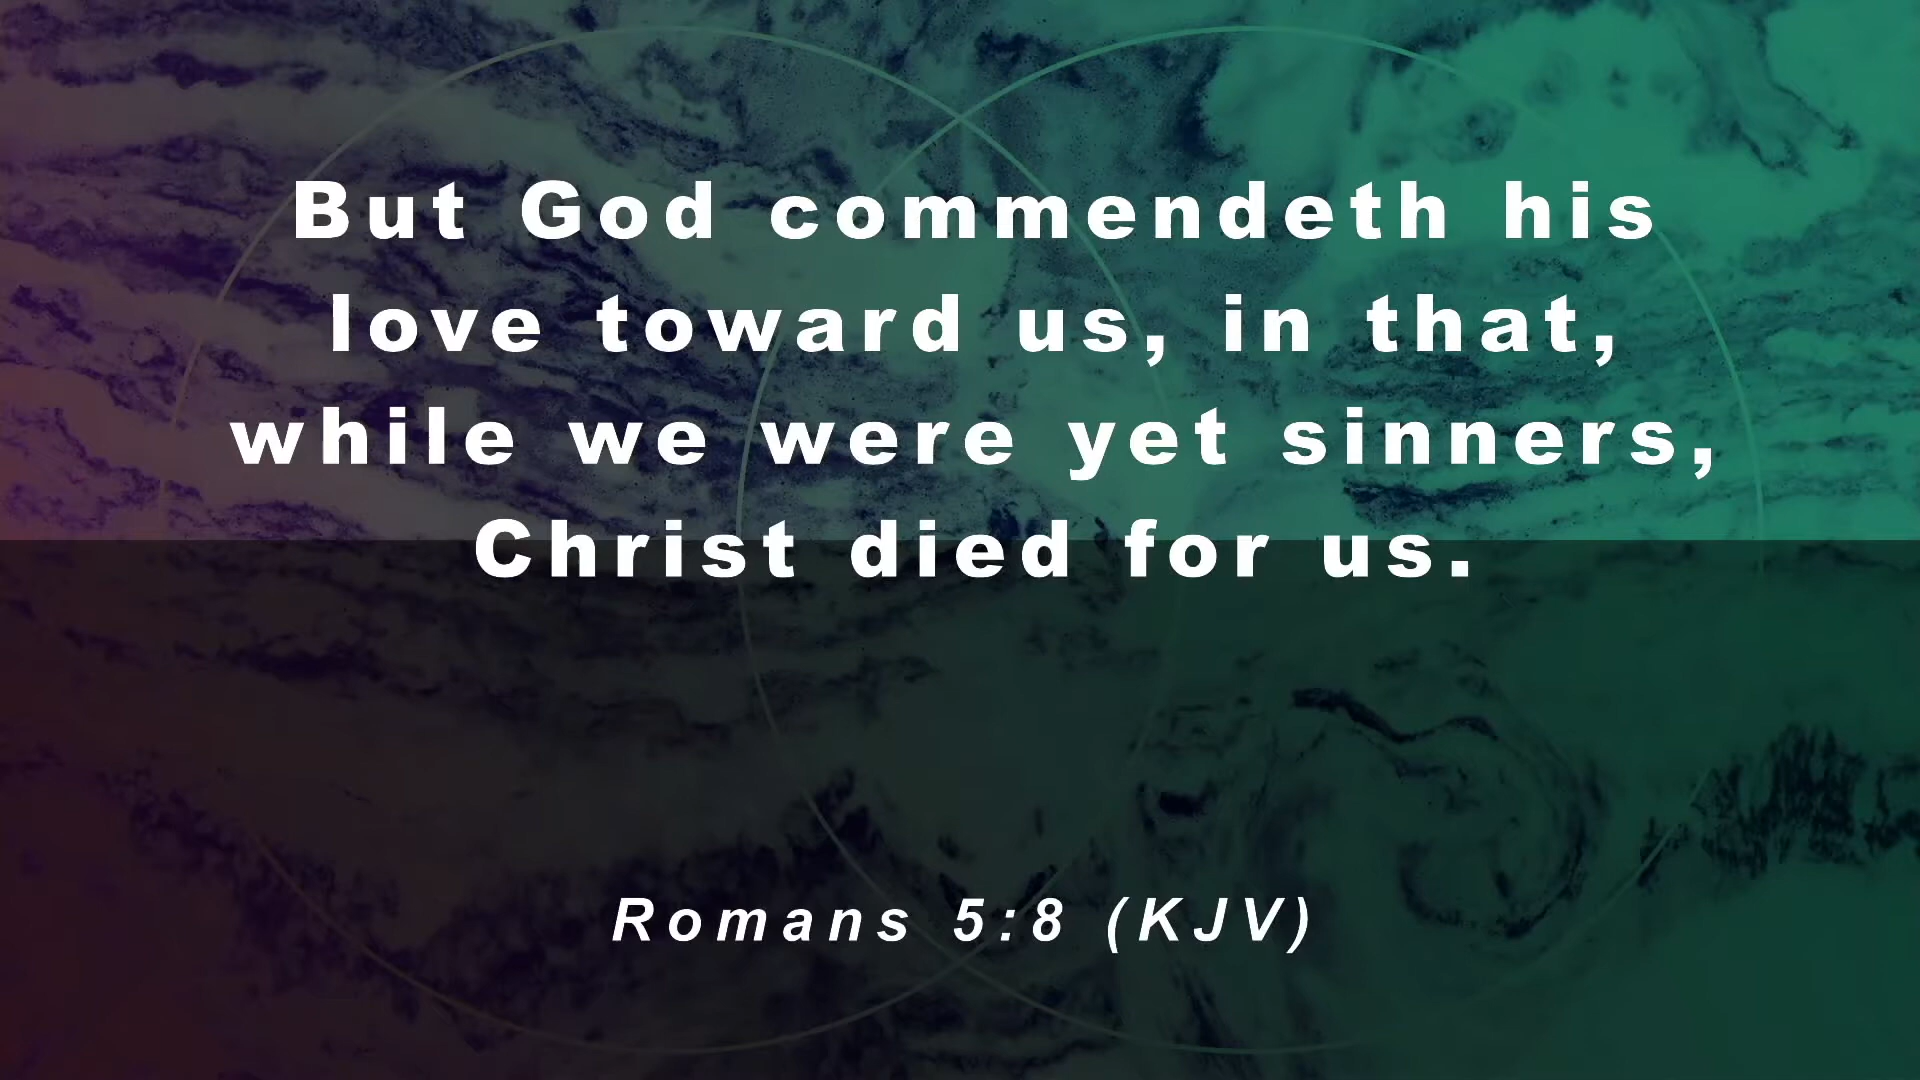 But God commendeth his
love toward us, in that,
while we were yet sinners,
Christ died for us.
Romans 5:8 (KJV)